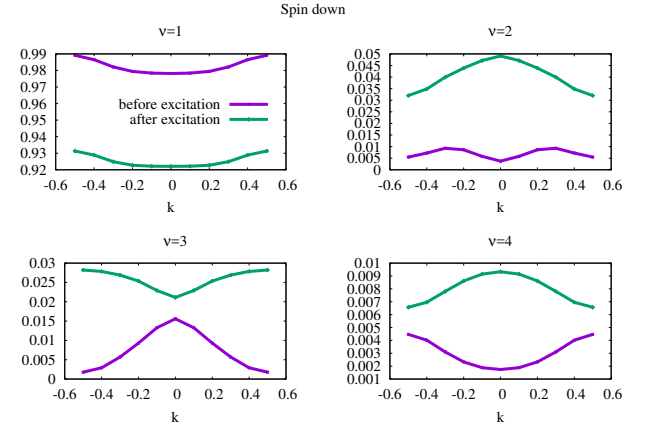 Spin down
ν=1
0.99
0.98
0.97
0.96
0.95
0.94
0.93
0.92
before excitation
after excitation
-0.6 -0.4 -0.2 0 0.2 0.4 0.6
k
ν=2
0.05
0.045
0.04
0.035
0.03
0.025
0.02
0.015
0.01
0.005
0
-0.6 -0.4 -0.2 0 0.2 0.4 0.6
k
ν=3
0.03
0.025
0.02
0.015
0.01
0.005
0
-0.6 -0.4 -0.2 0 0.2 0.4 0.6
k
ν=4
0.01
0.009
0.008
0.007
0.006
0.005
0.004
0.003
0.002
0.001
-0.6 -0.4 -0.2 0 0.2 0.4 0.6
k